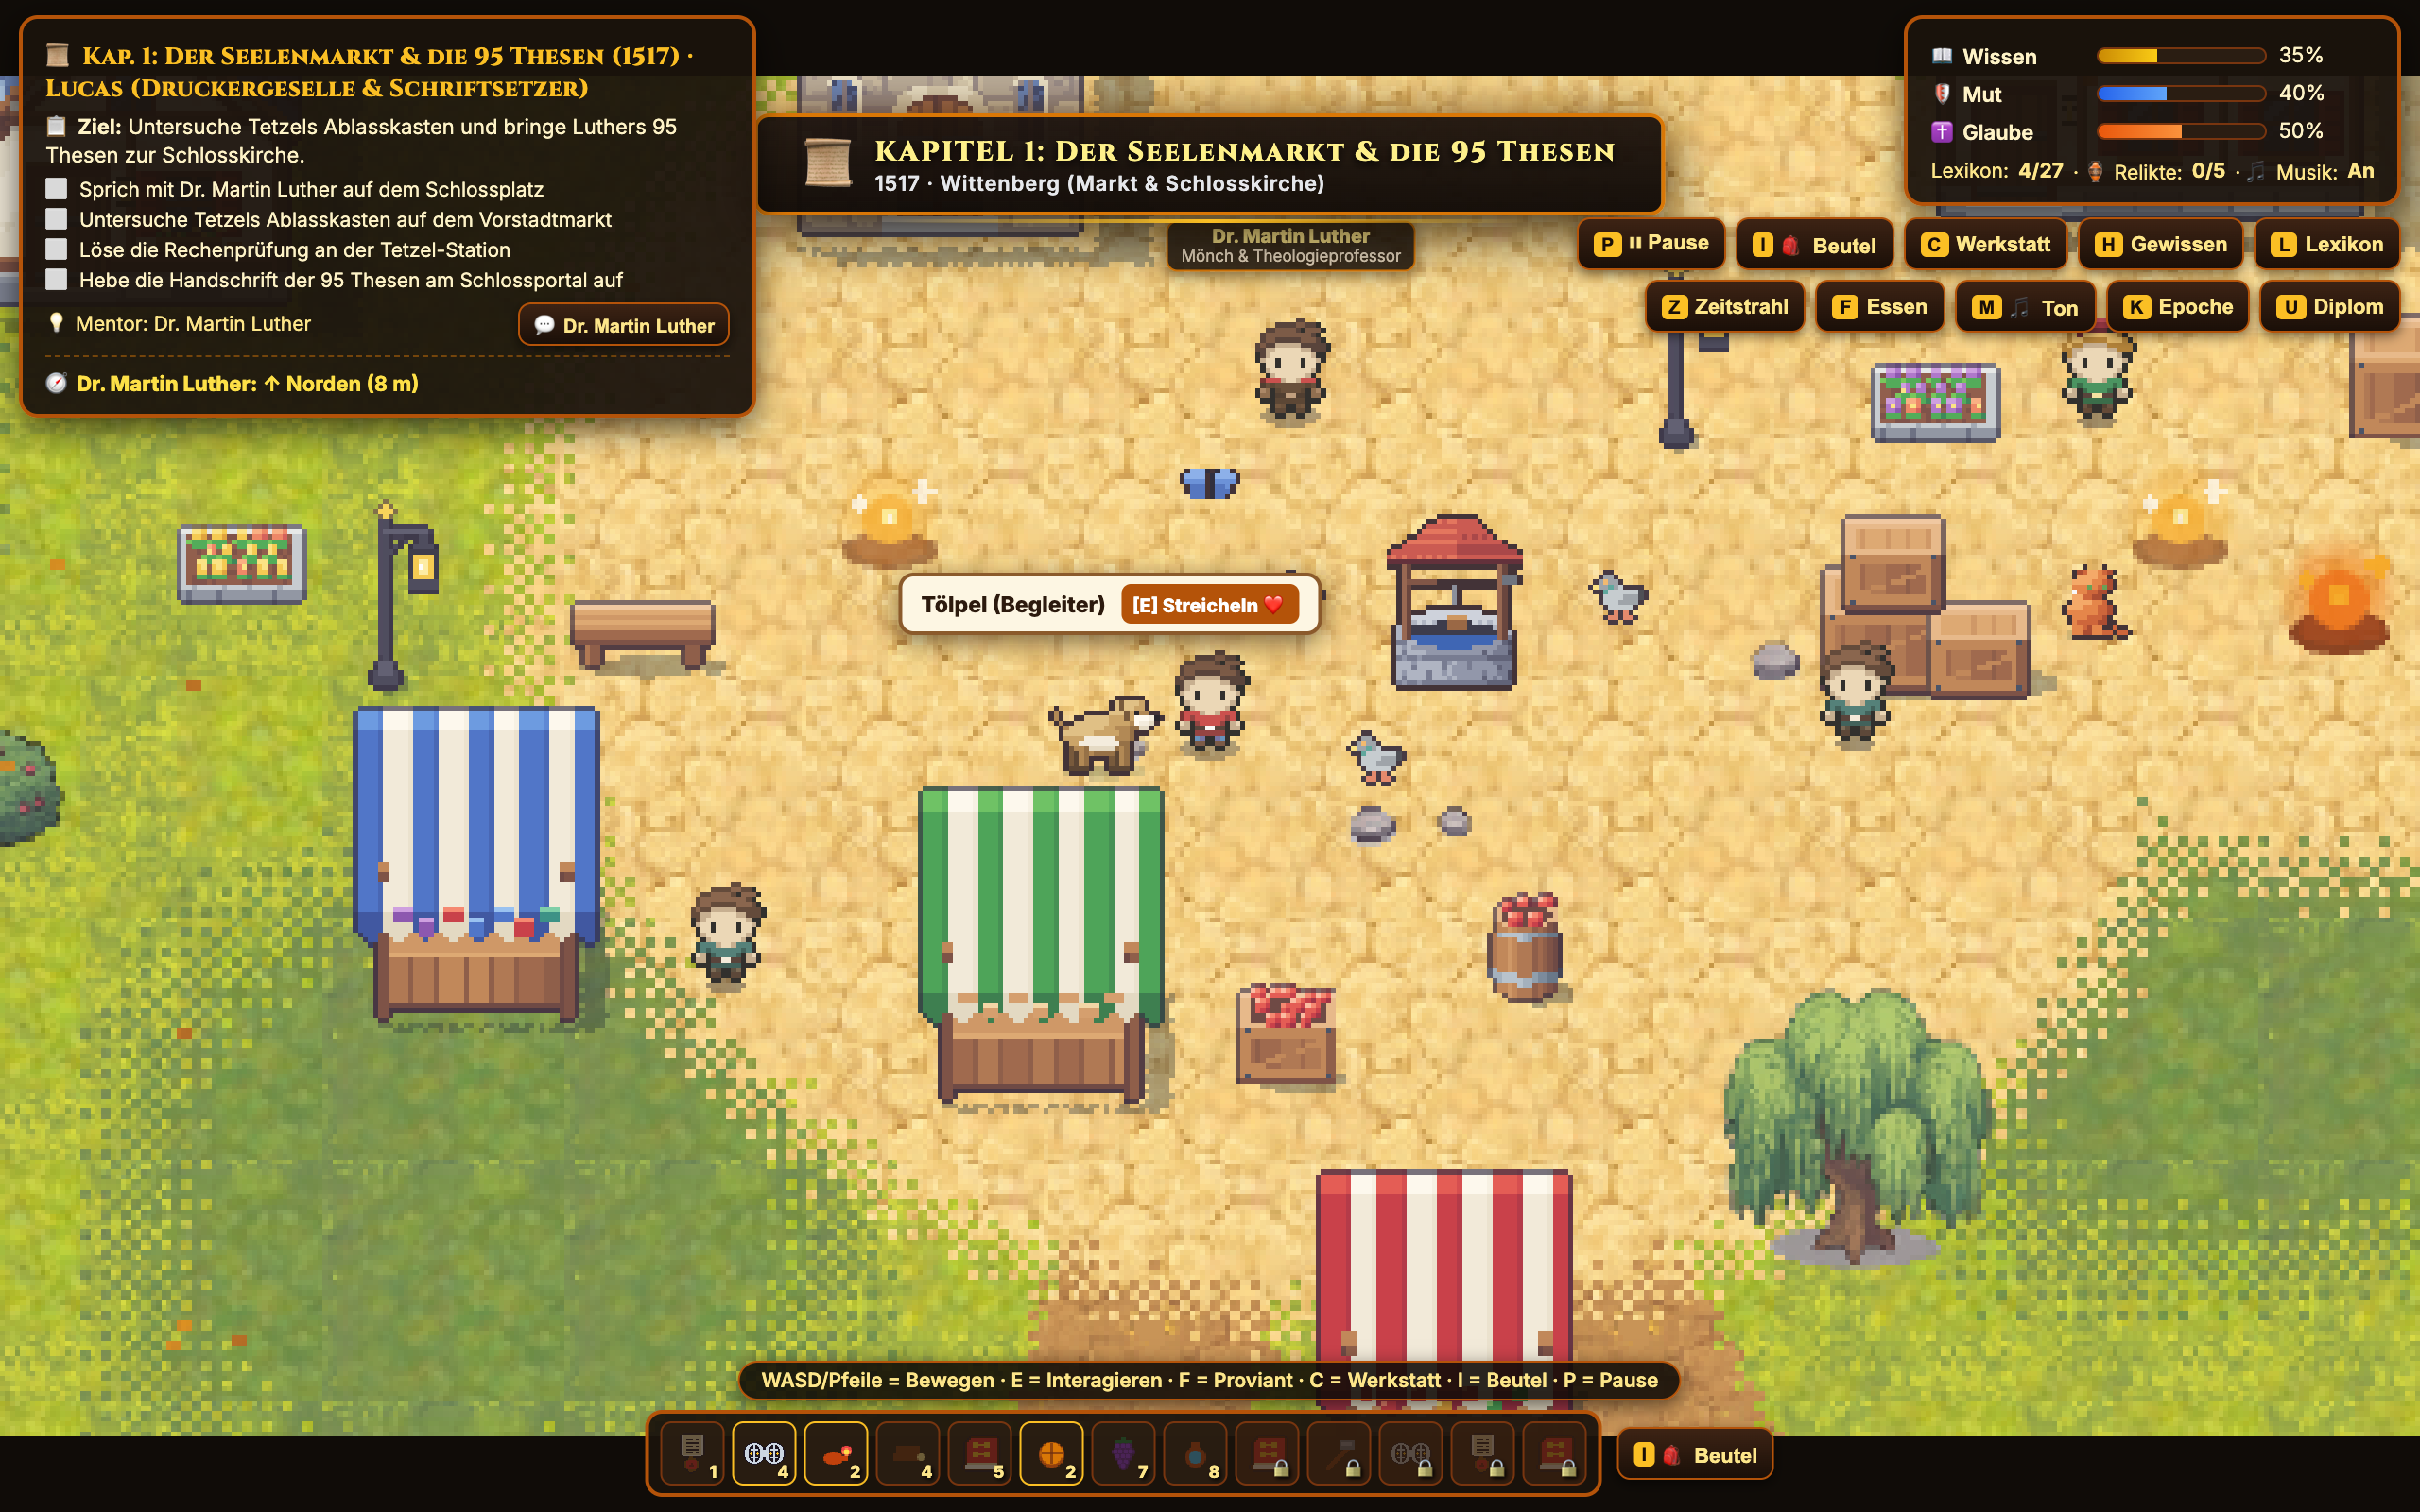 Kap. 1: Der Seelenmarkt & die 95 Thesen (1517) ·
Lucas (Druckergeselle & Schriftsetzer)
Ziel: Untersuche Tetzels Ablasskasten und bringe Luthers 95
Thesen zur Schlosskirche.
Sprich mit Dr. Martin Luther auf dem Schlossplatz
Untersuche Tetzels Ablasskasten auf dem Vorstadtmarkt
Löse die Rechenprüfung an der Tetzel-Station
Hebe die Handschrift der 95 Thesen am Schlossportal auf
Mentor: Dr. Martin Luther
Dr. Martin Luther
Dr. Martin Luther: ↑ Norden (8 m)
KAPITEL 1: Der Seelenmarkt & die 95 Thesen
1517 · Wittenberg (Markt & Schlosskirche)
Dr. Martin Luther
Mönch & Theologieprofessor
Wissen 35%
Mut 40%
Glaube 50%
Lexikon: 4/27 · Relikte: 0/5 · Musik: An
P Pause I Beutel C Werkstatt H Gewissen L Lexikon
Z Zeitstrahl F Essen M Ton K Epoche U Diplom
Tölpel (Begleiter) [E] Streicheln
WASD/Pfeile = Bewegen · E = Interagieren · F = Proviant · C = Werkstatt · I = Beutel · P = Pause
1 4 2 4 5 2 7 8
I Beutel